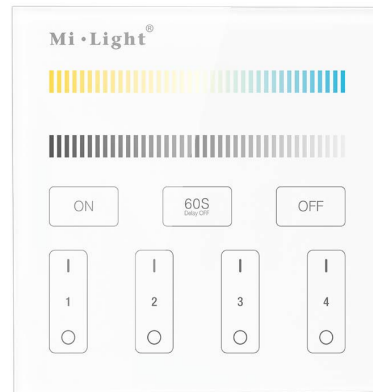 Mi·Light®
ON
60S
Delay OFF
OFF
1 2 3 4